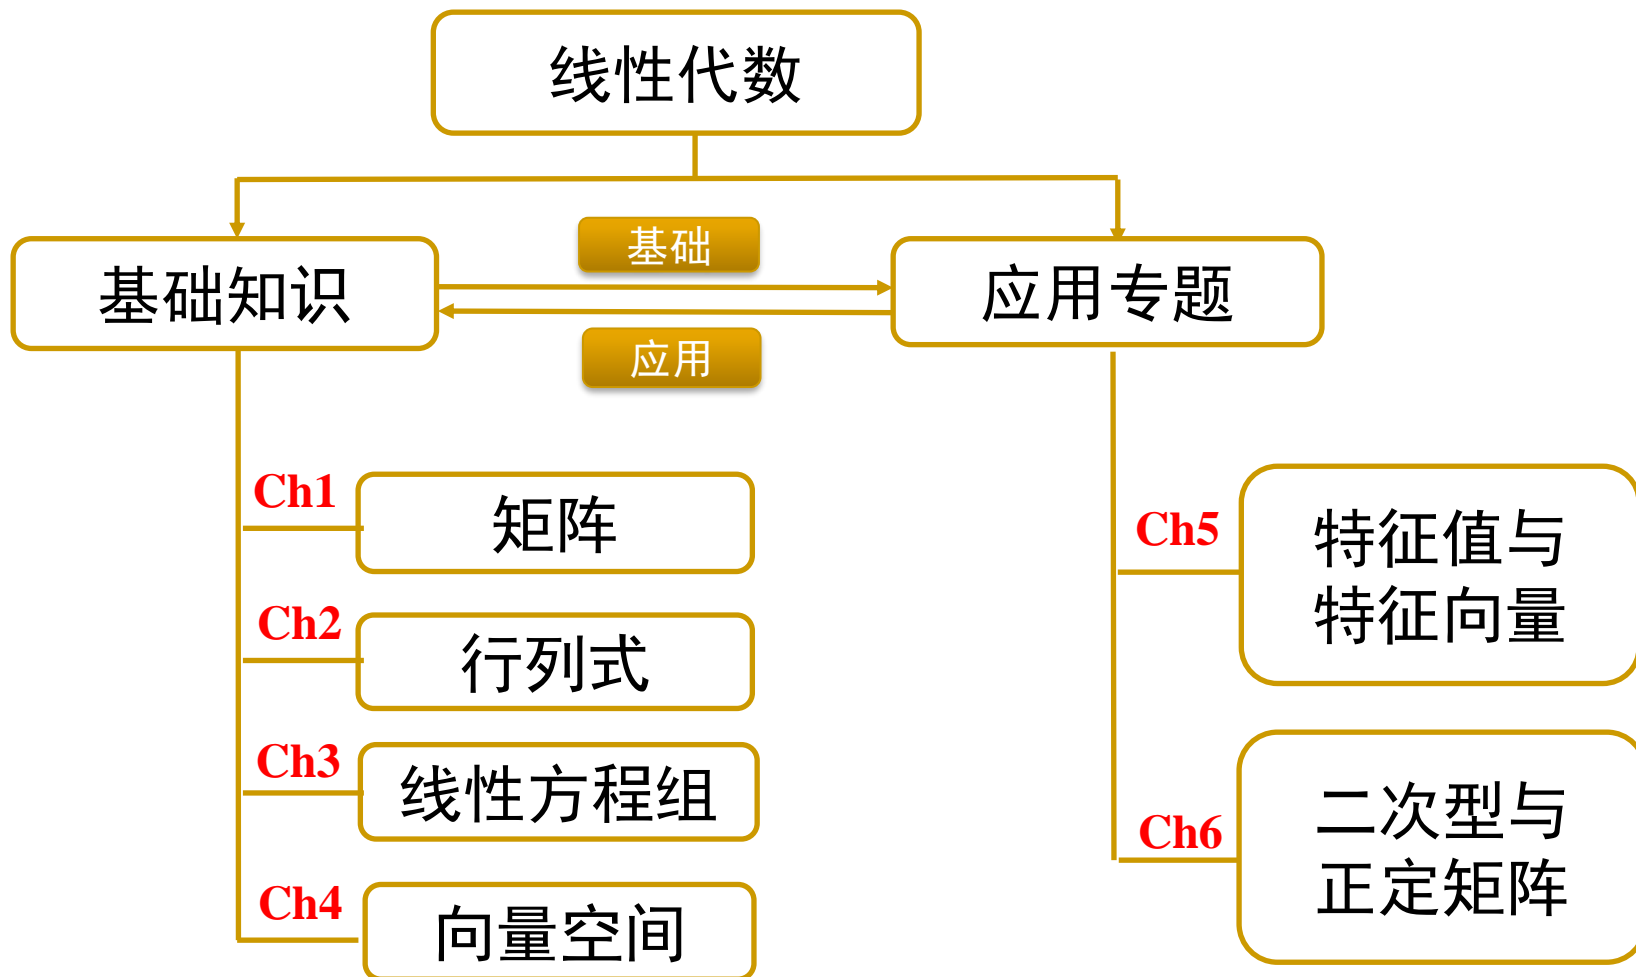 线性代数
基础
基础知识
应用专题
应用
Ch1
矩阵
Ch2
行列式
Ch3
线性方程组
Ch4
向量空间
Ch5
特征值与
特征向量
Ch6
二次型与
正定矩阵